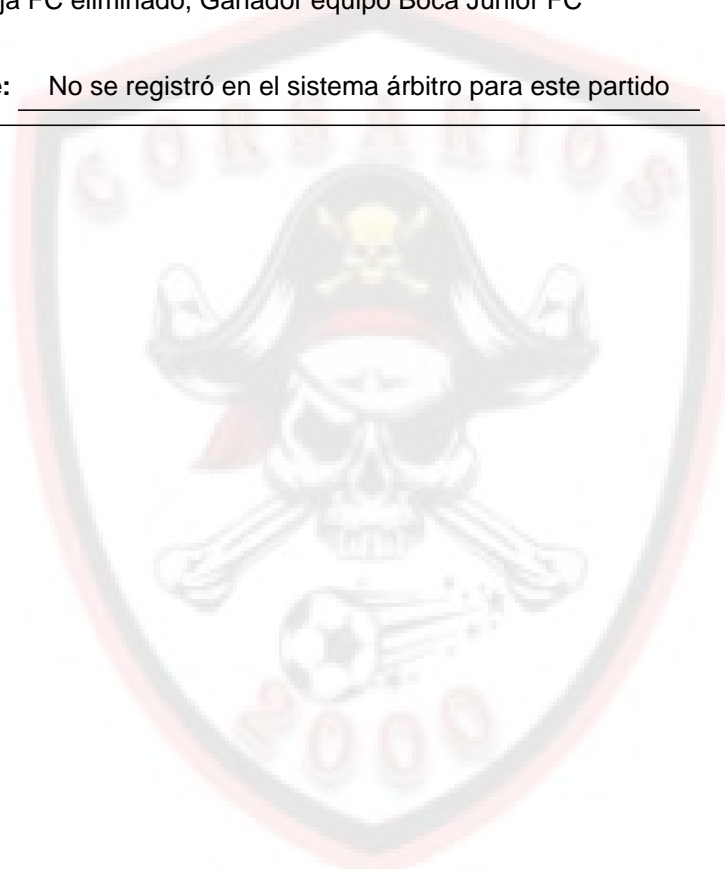 ja FC eliminado, Ganador equipo Boca Junior FC
e: No se registró en el sistema árbitro para este partido
CORSARIOS
2000